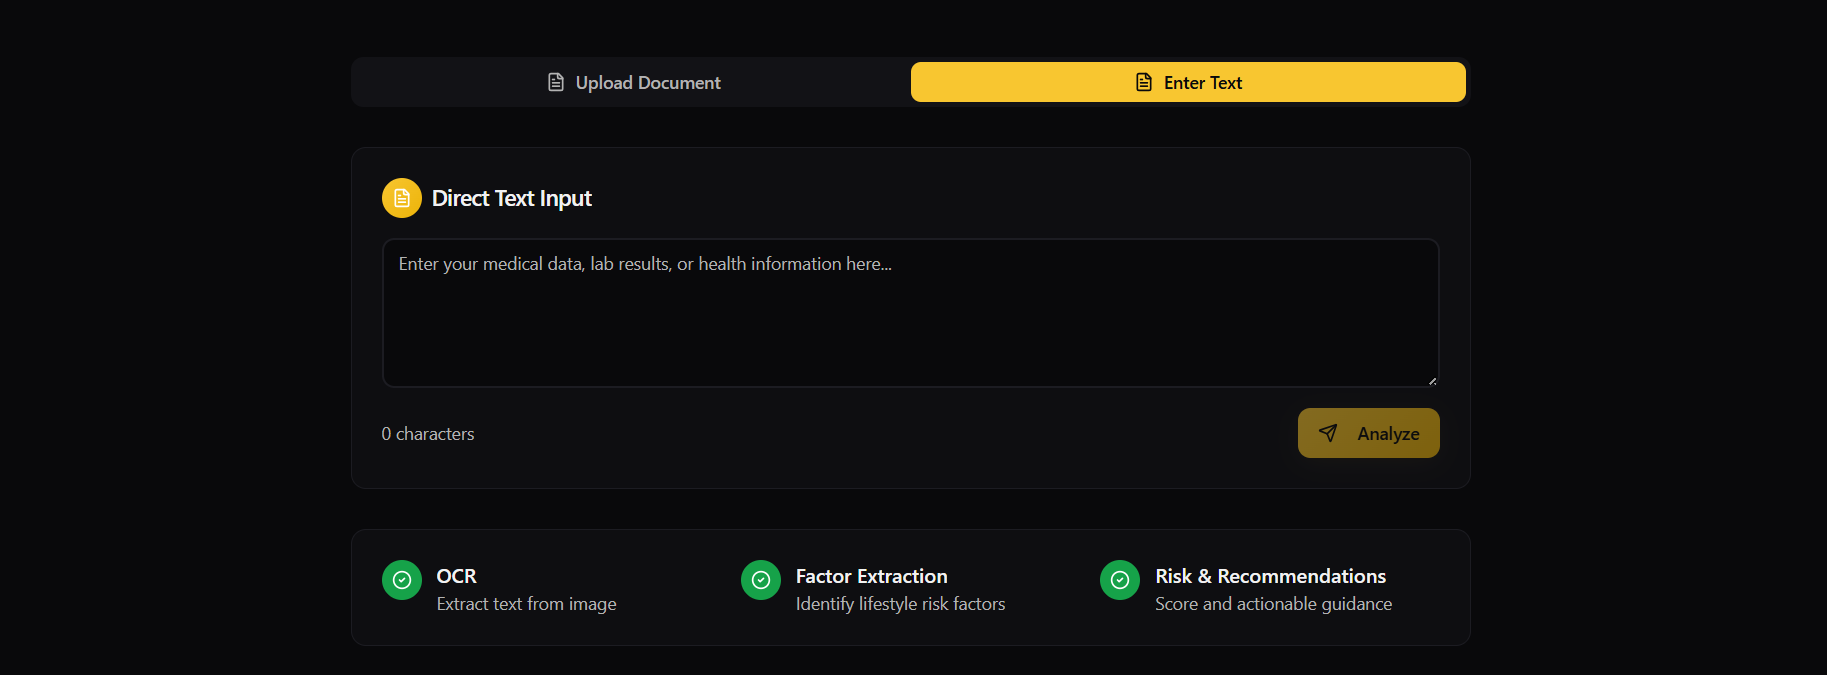 Upload Document
Enter Text
Direct Text Input
Enter your medical data, lab results, or health information here...
0 characters
Analyze
OCR
Extract text from image
Factor Extraction
Identify lifestyle risk factors
Risk & Recommendations
Score and actionable guidance